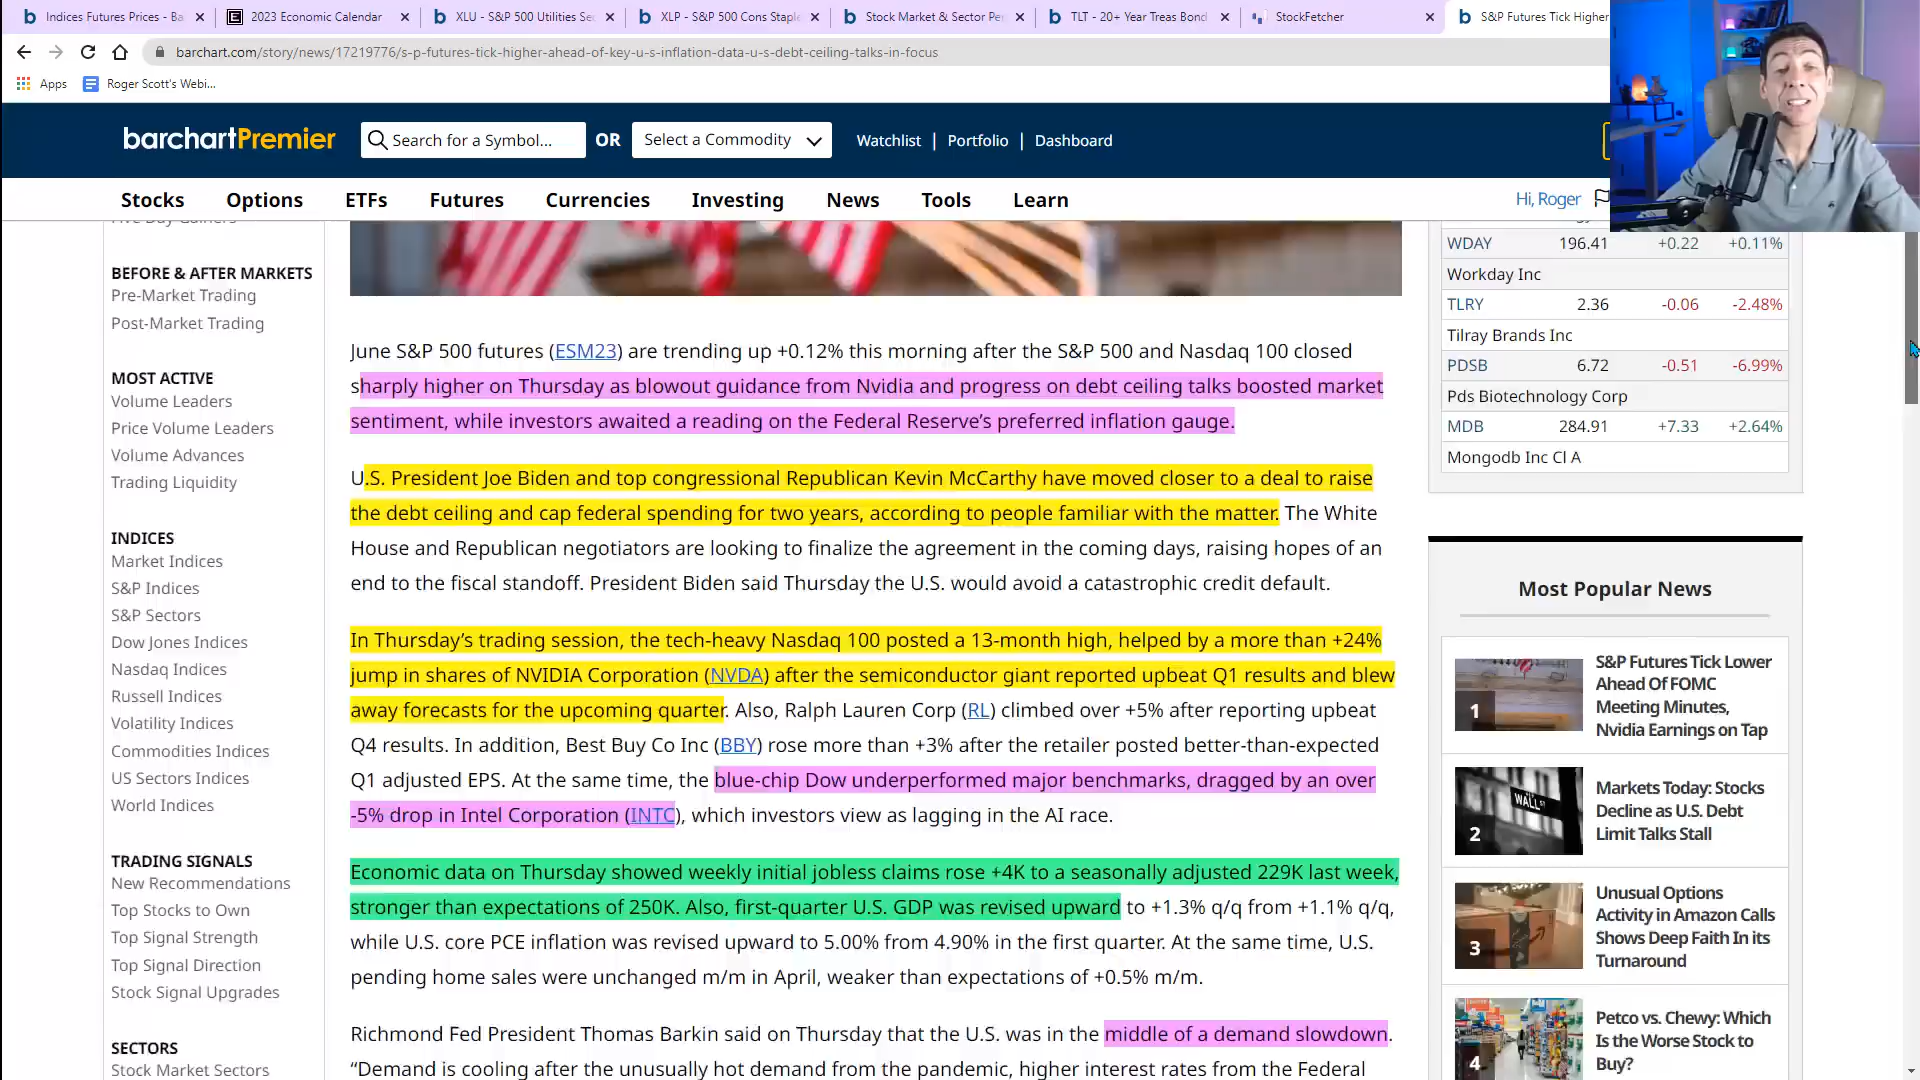 Indices Futures Prices - Ba
2023 Economic Calendar
XLU - S&P 500 Utilities Se
XLP - S&P 500 Cons Staple
Stock Market & Sector Pe
TLT - 20+ Year Treas Bond
StockFetcher
S&P Futures Tick Higher
barchart.com/story/news/17219776/s-p-futures-tick-higher-ahead-of-key-u-s-inflation-data-u-s-debt-ceiling-talks-in-focus
Apps
Roger Scott's Webi...
barchartPremier
Search for a Symbol...
OR
Select a Commodity
Watchlist | Portfolio | Dashboard
Stocks Options ETFs Futures Currencies Investing News Tools Learn
Hi, Roger
Five Day Gainers
BEFORE & AFTER MARKETS
Pre-Market Trading
Post-Market Trading
MOST ACTIVE
Volume Leaders
Price Volume Leaders
Volume Advances
Trading Liquidity
INDICES
Market Indices
S&P Indices
S&P Sectors
Dow Jones Indices
Nasdaq Indices
Russell Indices
Volatility Indices
Commodities Indices
US Sectors Indices
World Indices
TRADING SIGNALS
New Recommendations
Top Stocks to Own
Top Signal Strength
Top Signal Direction
Stock Signal Upgrades
SECTORS
Stock Market Sectors
June S&P 500 futures (ESM23) are trending up +0.12% this morning after the S&P 500 and Nasdaq 100 closed
sharply higher on Thursday as blowout guidance from Nvidia and progress on debt ceiling talks boosted market
sentiment, while investors awaited a reading on the Federal Reserve’s preferred inflation gauge.
U.S. President Joe Biden and top congressional Republican Kevin McCarthy have moved closer to a deal to raise
the debt ceiling and cap federal spending for two years, according to people familiar with the matter. The White
House and Republican negotiators are looking to finalize the agreement in the coming days, raising hopes of an
end to the fiscal standoff. President Biden said Thursday the U.S. would avoid a catastrophic credit default.
In Thursday’s trading session, the tech-heavy Nasdaq 100 posted a 13-month high, helped by a more than +24%
jump in shares of NVIDIA Corporation (NVDA) after the semiconductor giant reported upbeat Q1 results and blew
away forecasts for the upcoming quarter. Also, Ralph Lauren Corp (RL) climbed over +5% after reporting upbeat
Q4 results. In addition, Best Buy Co Inc (BBY) rose more than +3% after the retailer posted better-than-expected
Q1 adjusted EPS. At the same time, the blue-chip Dow underperformed major benchmarks, dragged by an over
-5% drop in Intel Corporation (INTC), which investors view as lagging in the AI race.
Economic data on Thursday showed weekly initial jobless claims rose +4K to a seasonally adjusted 229K last week,
stronger than expectations of 250K. Also, first-quarter U.S. GDP was revised upward to +1.3% q/q from +1.1% q/q,
while U.S. core PCE inflation was revised upward to 5.00% from 4.90% in the first quarter. At the same time, U.S.
pending home sales were unchanged m/m in April, weaker than expectations of +0.5% m/m.
Richmond Fed President Thomas Barkin said on Thursday that the U.S. was in the middle of a demand slowdown.
“Demand is cooling after the unusually hot demand from the pandemic, higher interest rates from the Federal
WDAY 196.41 +0.22 +0.11%
Workday Inc
TLRY 2.36 -0.06 -2.48%
Tilray Brands Inc
PDSB 6.72 -0.51 -6.99%
Pds Biotechnology Corp
MDB 284.91 +7.33 +2.64%
Mongodb Inc Cl A
Most Popular News
1
S&P Futures Tick Lower
Ahead Of FOMC
Meeting Minutes,
Nvidia Earnings on Tap
WALL
2
Markets Today: Stocks
Decline as U.S. Debt
Limit Talks Stall
3
Unusual Options
Activity in Amazon Calls
Shows Deep Faith In its
Turnaround
4
Petco vs. Chewy: Which
Is the Worse Stock to
Buy?